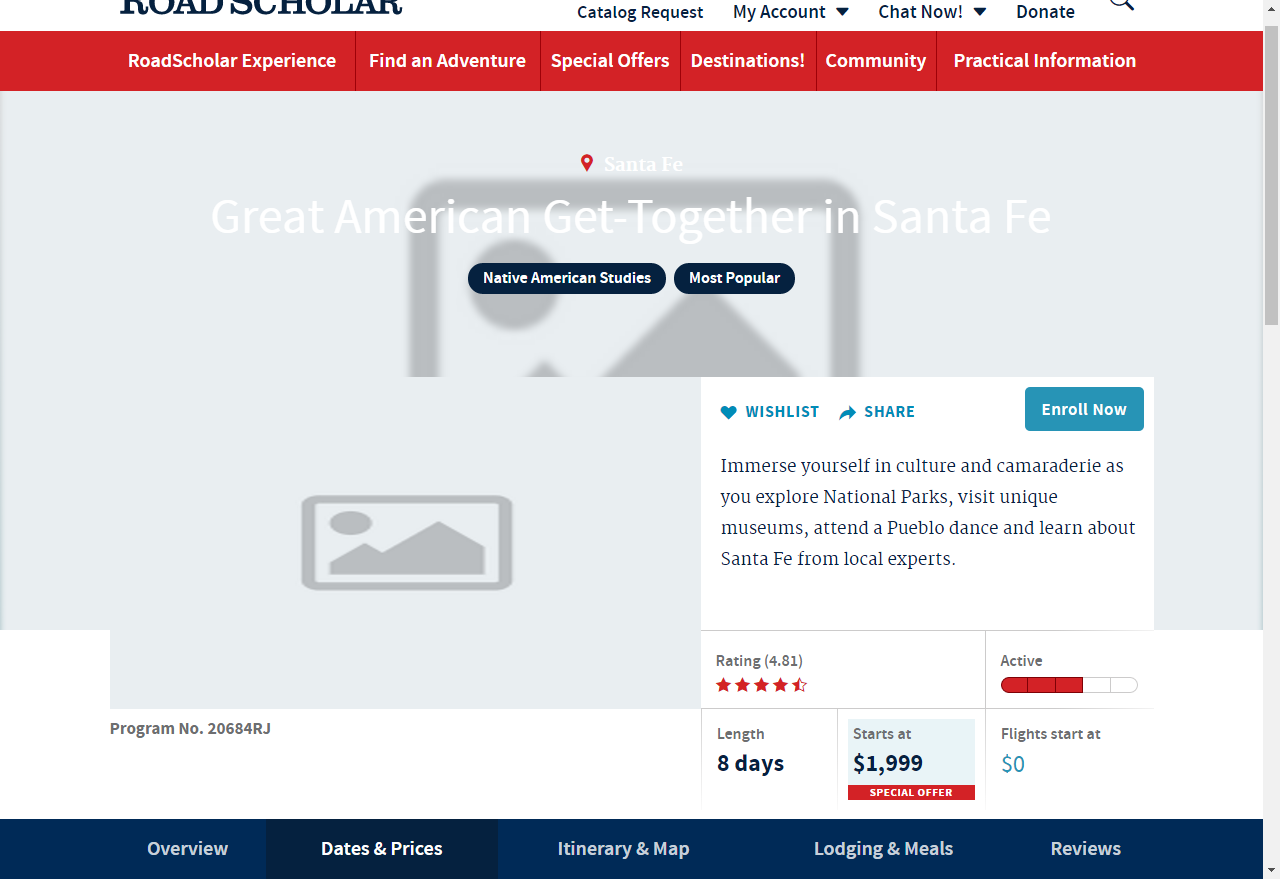 ROAD SCHOLAR
Catalog Request My Account Chat Now! Donate
RoadScholar Experience Find an Adventure Special Offers Destinations! Community Practical Information
Santa Fe
Great American Get-Together in Santa Fe
Native American Studies Most Popular
WISHLIST SHARE Enroll Now
Immerse yourself in culture and camaraderie as
you explore National Parks, visit unique
museums, attend a Pueblo dance and learn about
Santa Fe from local experts.
Rating (4.81) Active
Program No. 20684RJ
Length Starts at Flights start at
8 days $1,999 $0
SPECIAL OFFER
Overview Dates & Prices Itinerary & Map Lodging & Meals Reviews